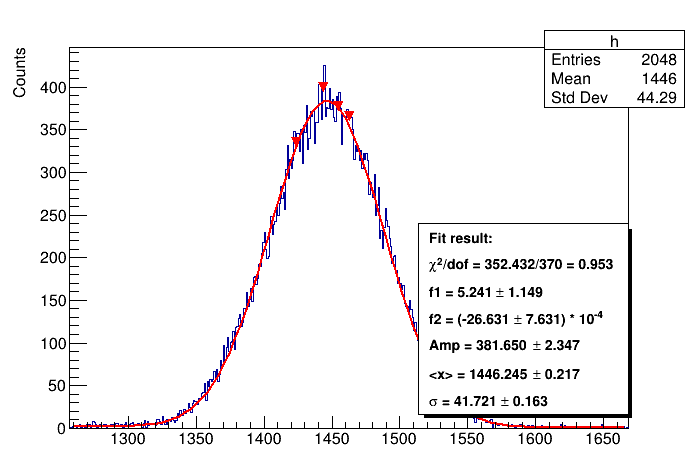 h
Entries 2048
Mean 1446
Std Dev 44.29
Counts
400
350
300
250
200
150
100
50
0
Fit result:
χ²/dof = 352.432/370 = 0.953
f1 = 5.241 ± 1.149
f2 = (-26.631 ± 7.631) * 10⁻⁴
Amp = 381.650 ± 2.347
<x> = 1446.245 ± 0.217
σ = 41.721 ± 0.163
1300 1350 1400 1450 1500 1550 1600 1650